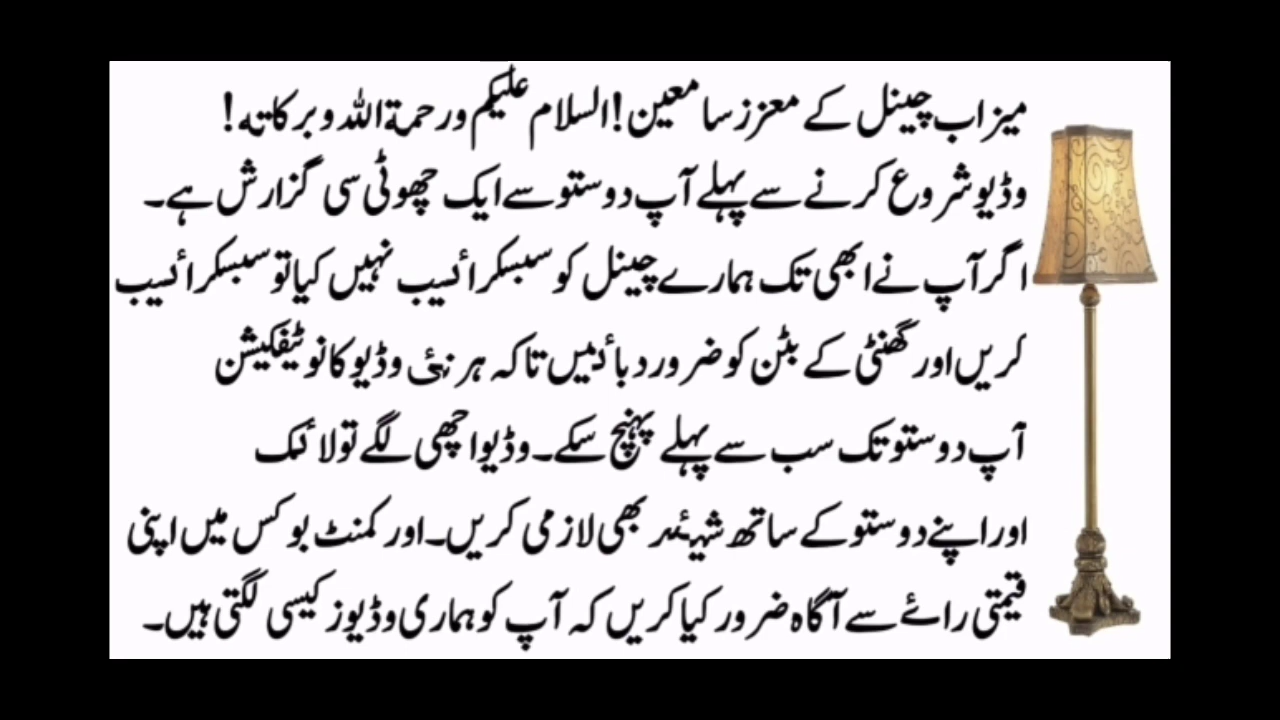 میزاب چینل کے معزز سامعین! السلام علیکم ورحمۃ اللہ وبرکاتہ!
وڈیو شروع کرنے سے پہلے آپ دوستو سے ایک چھوٹی سی گزارش ہے۔
اگر آپ نے ابھی تک ہمارے چینل کو سبسکرائیب نہیں کیا تو سبسکرائیب
کریں اور گھنٹی کے بٹن کو ضرور دبائیں تاکہ ہر نئی وڈیو کا نوٹیفکیشن
آپ دوستو تک سب سے پہلے پہنچ سکے۔ وڈیو اچھی لگے تو لائک
اور اپنے دوستو کے ساتھ شیئر بھی لازمی کریں۔ اور کمنٹ بوکس میں اپنی
قیمتی رائے سے آگاہ ضرور کیا کریں کہ آپ کو ہماری وڈیوز کیسی لگتی ہیں۔